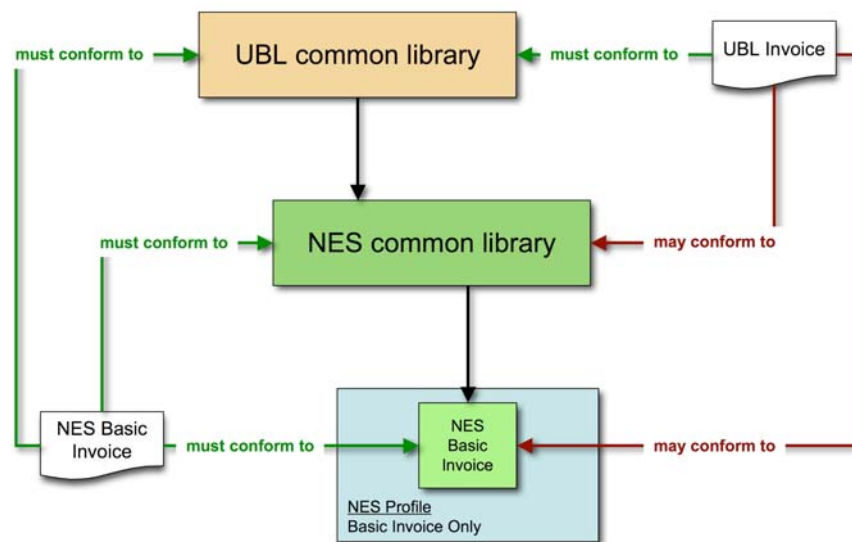 must conform to
UBL common library
must conform to
UBL Invoice
must conform to
NES common library
may conform to
NES Basic
Invoice
must conform to
NES
Basic
Invoice
may conform to
NES Profile
Basic Invoice Only